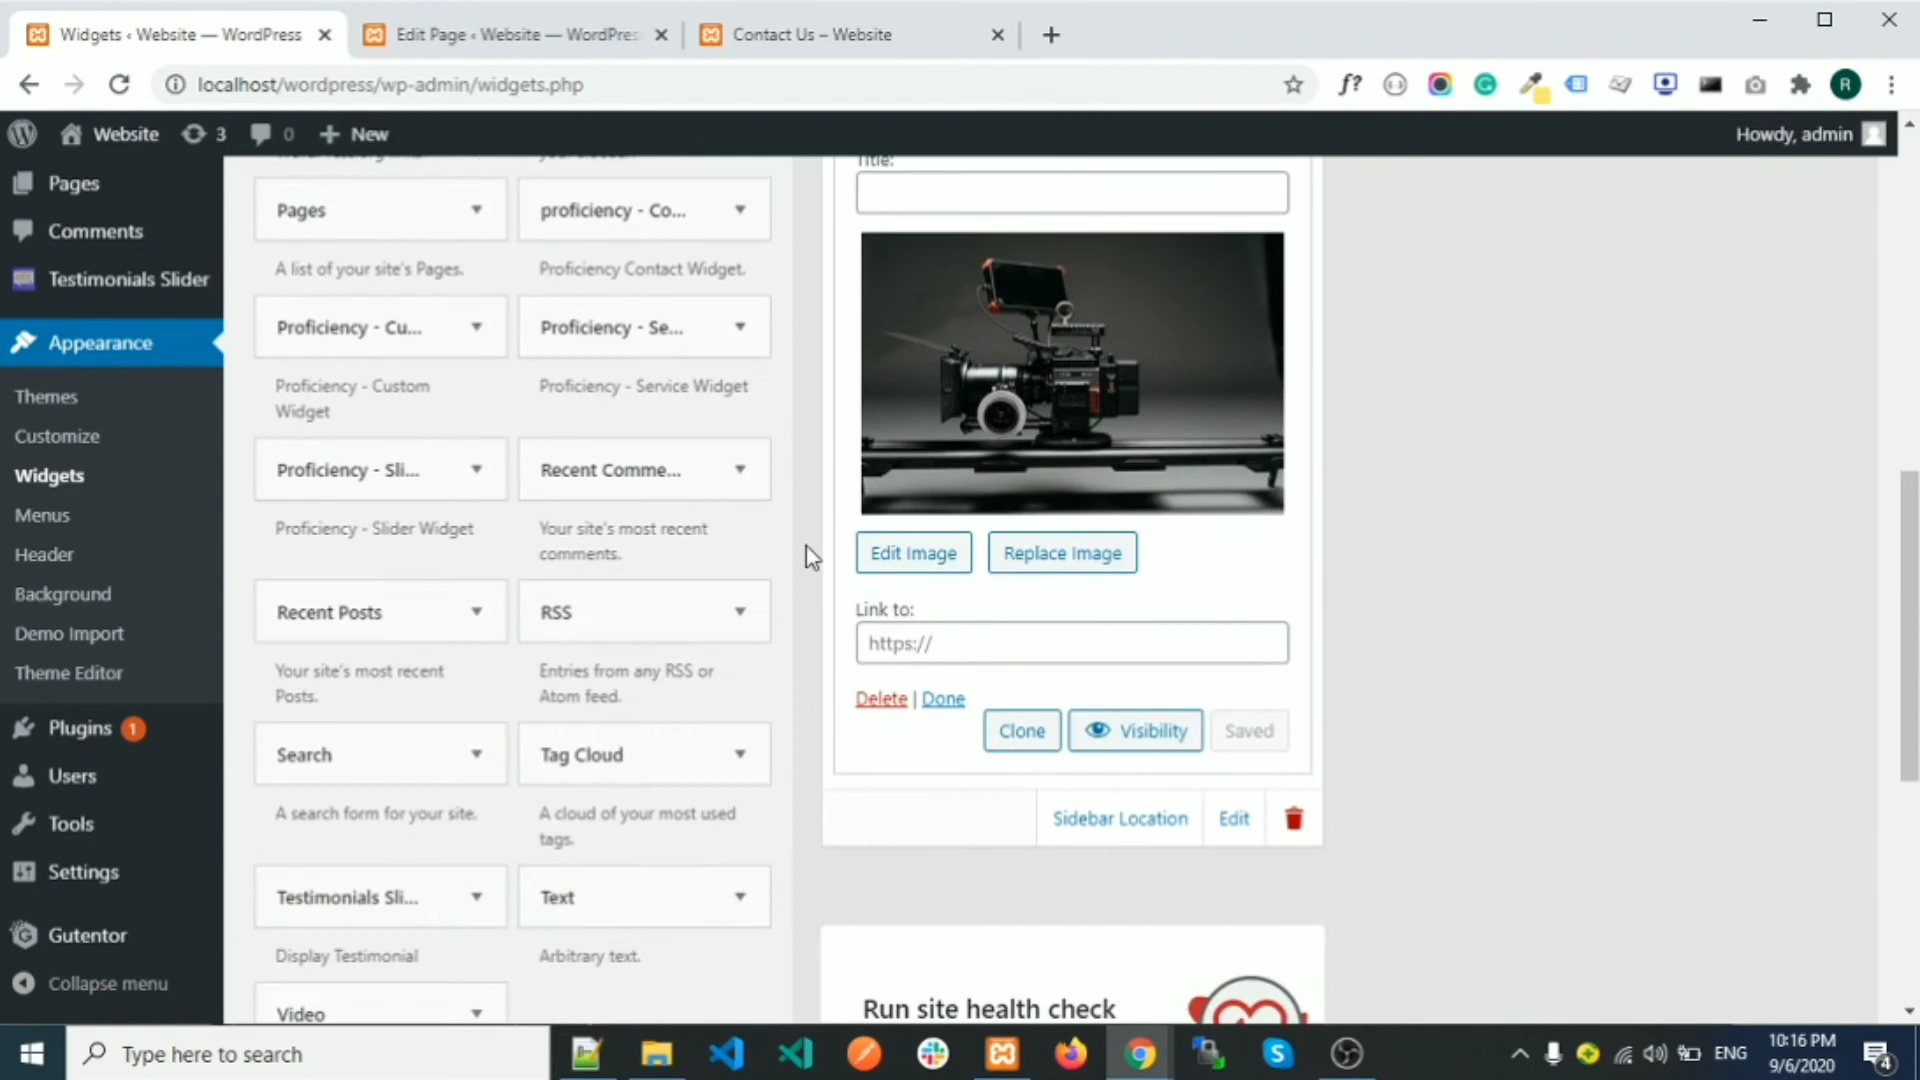 Widgets ‹ Website — WordPress
Edit Page ‹ Website — WordPres
Contact Us – Website
localhost/wordpress/wp-admin/widgets.php
f?
R
Website
3
0
New
Howdy, admin
Pages
Comments
Testimonials Slider
Appearance
Themes
Customize
Widgets
Menus
Header
Background
Demo Import
Theme Editor
Plugins 1
Users
Tools
Settings
Gutentor
Collapse menu
Pages
A list of your site's Pages.
proficiency - Co...
Proficiency Contact Widget.
Proficiency - Cu...
Proficiency - Custom
Widget
Proficiency - Se...
Proficiency - Service Widget
Proficiency - Sli...
Proficiency - Slider Widget
Recent Comme...
Your site's most recent
comments.
Recent Posts
Your site's most recent
Posts.
RSS
Entries from any RSS or
Atom feed.
Search
A search form for your site.
Tag Cloud
A cloud of your most used
tags.
Testimonials Sli...
Display Testimonial
Text
Arbitrary text.
Video
Title:
Edit Image
Replace Image
Link to:
https://
Delete | Done
Clone
Visibility
Saved
Sidebar Location
Edit
Run site health check
Type here to search
ENG
10:16 PM
9/6/2020
4